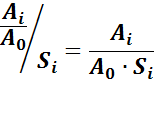 A_i/A_0 / S_i = A_i / (A_0 · S_i)